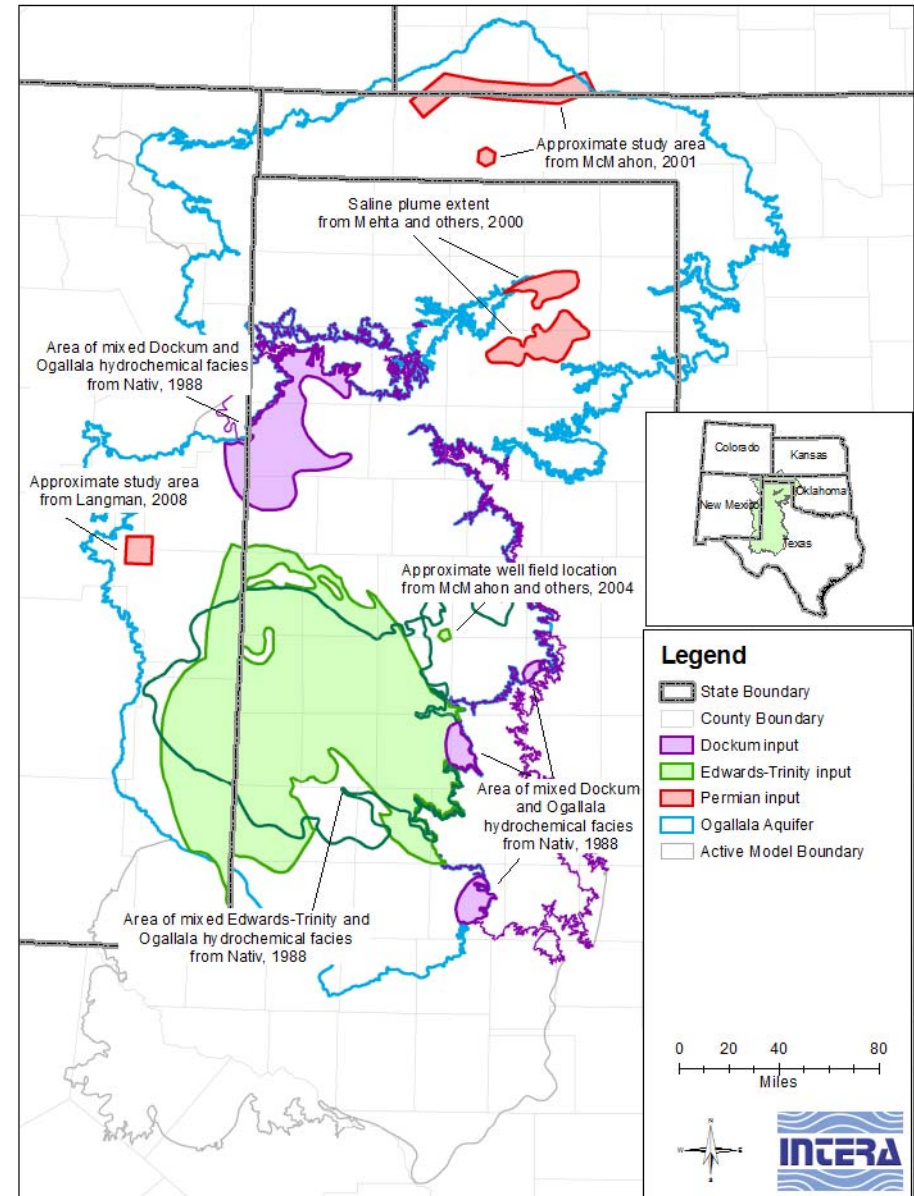 Approximate study area
from McMahon, 2001
Saline plume extent
from Mehta and others, 2000
Area of mixed Dockum and
Ogallala hydrochemical facies
from Nativ, 1988
Approximate study area
from Langman, 2008
Approximate well field location
from McMahon and others, 2004
Area of mixed Dockum
and Ogallala
hydrochemical facies
from Nativ, 1988
Area of mixed Edwards-Trinity and
Ogallala hydrochemical facies
from Nativ, 1988
Colorado
Kansas
New Mexico
Oklahoma
Texas
Legend
State Boundary
County Boundary
Dockum input
Edwards-Trinity input
Permian input
Ogallala Aquifer
Active Model Boundary
0 20 40 80
Miles
N
W E
S
INTERA